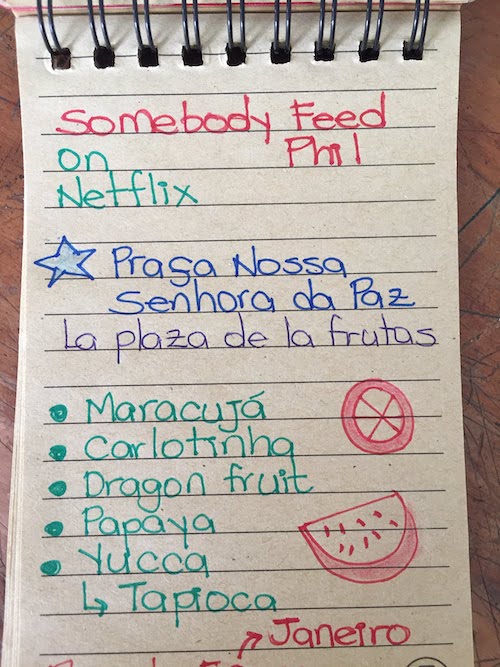 Somebody Feed
on Phil
Netflix
Praça Nossa
Senhora da Paz
La plaza de la frutas
Maracujá
Carlotinha
Dragon fruit
Papaya
Yucca
↳ Tapioca
↗ Janeiro